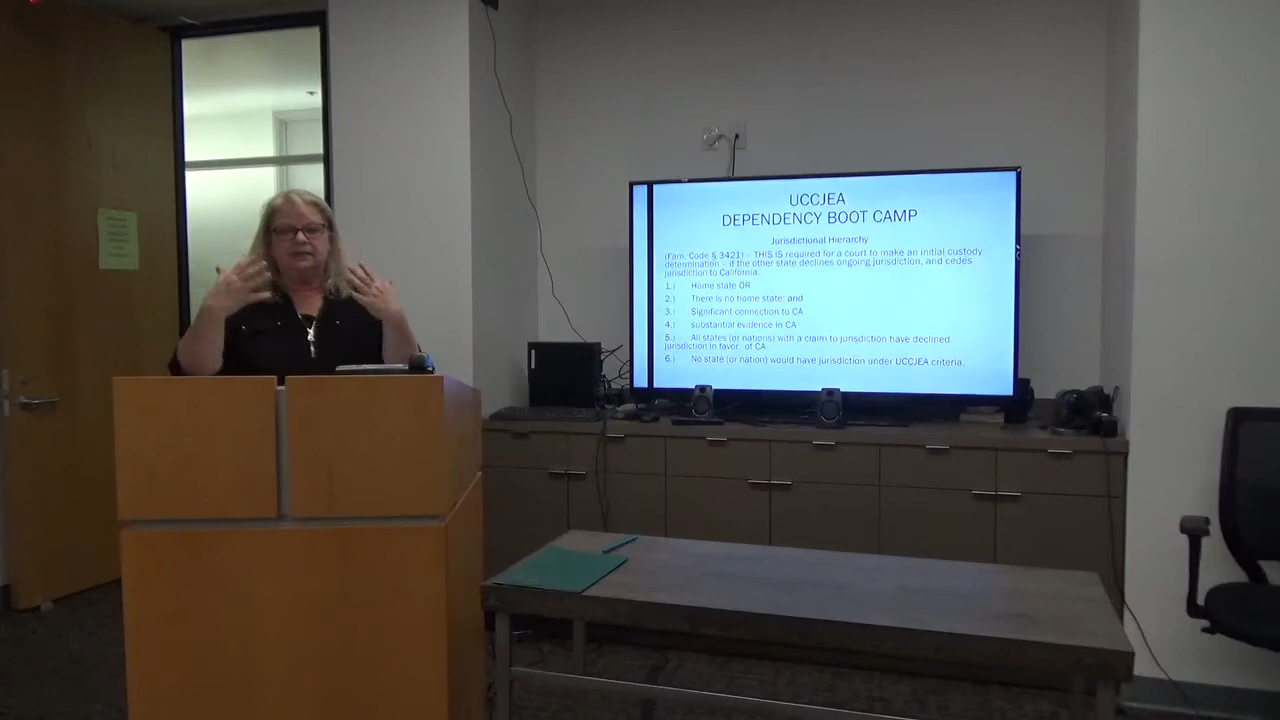 UCCJEA
DEPENDENCY BOOT CAMP
Jurisdictional Hierarchy
(Fam. Code § 3421) – THIS IS required for a court to make an initial custody
determination – if the other state declines ongoing jurisdiction, and cedes
jurisdiction to California.
1.) Home state OR
2.) There is no home state; and
3.) Significant connection to CA
4.) substantial evidence in CA
5.) All states (or nations) with a claim to jurisdiction have declined
jurisdiction in favor of CA
6.) No state (or nation) would have jurisdiction under UCCJEA criteria.